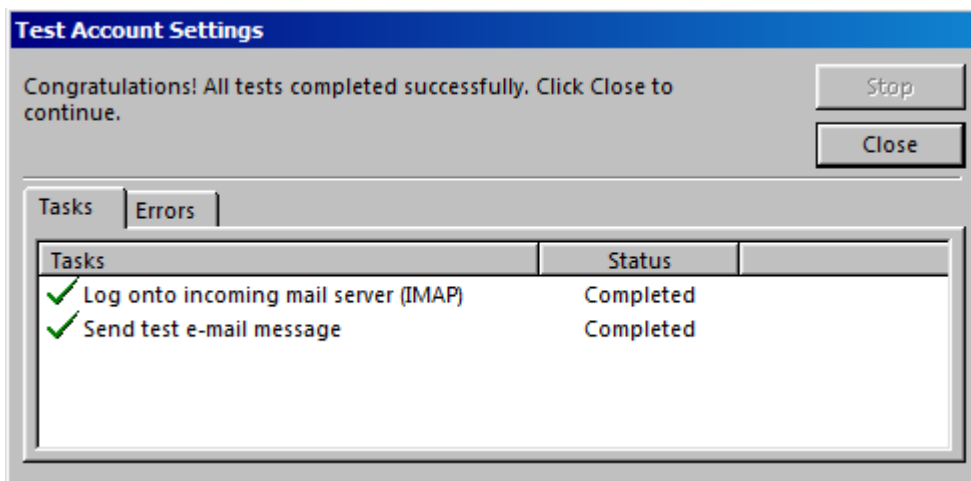 Test Account Settings
Congratulations! All tests completed successfully. Click Close to
continue.
Stop
Close
Tasks Errors
Tasks Status
Log onto incoming mail server (IMAP) Completed
Send test e-mail message Completed